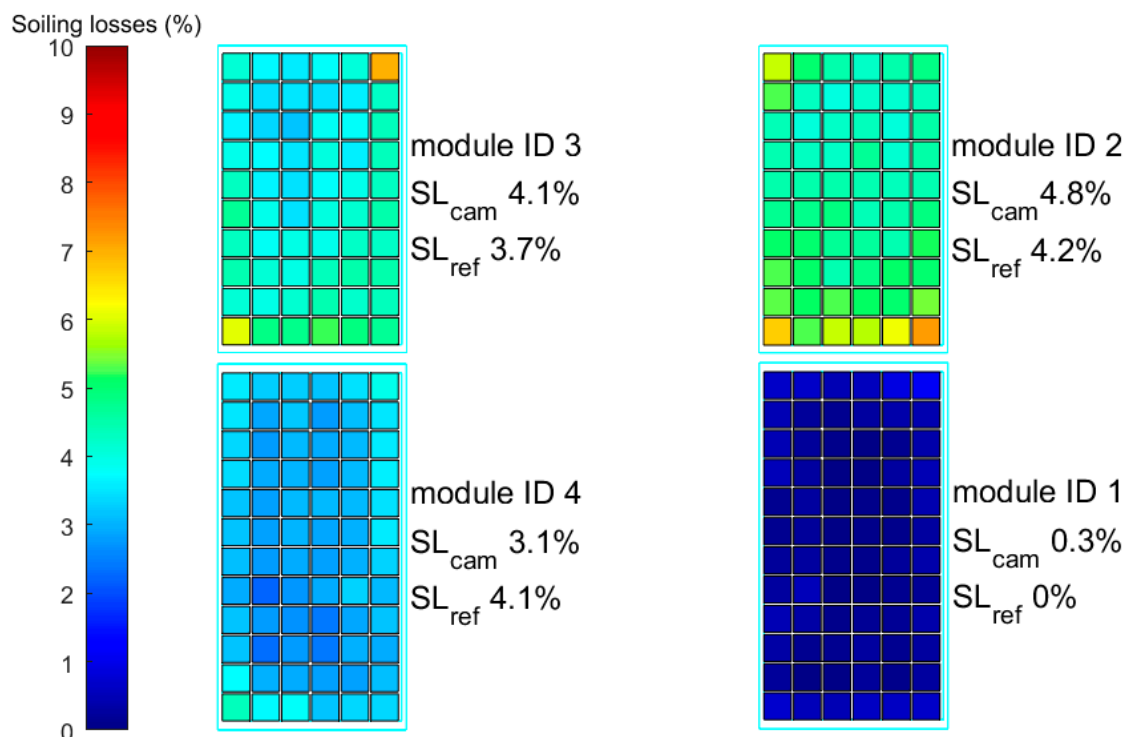 Soiling losses (%)
10
9
8
7
6
5
4
3
2
1
0
module ID 3
SLcam 4.1%
SLref 3.7%
module ID 2
SLcam 4.8%
SLref 4.2%
module ID 4
SLcam 3.1%
SLref 4.1%
module ID 1
SLcam 0.3%
SLref 0%